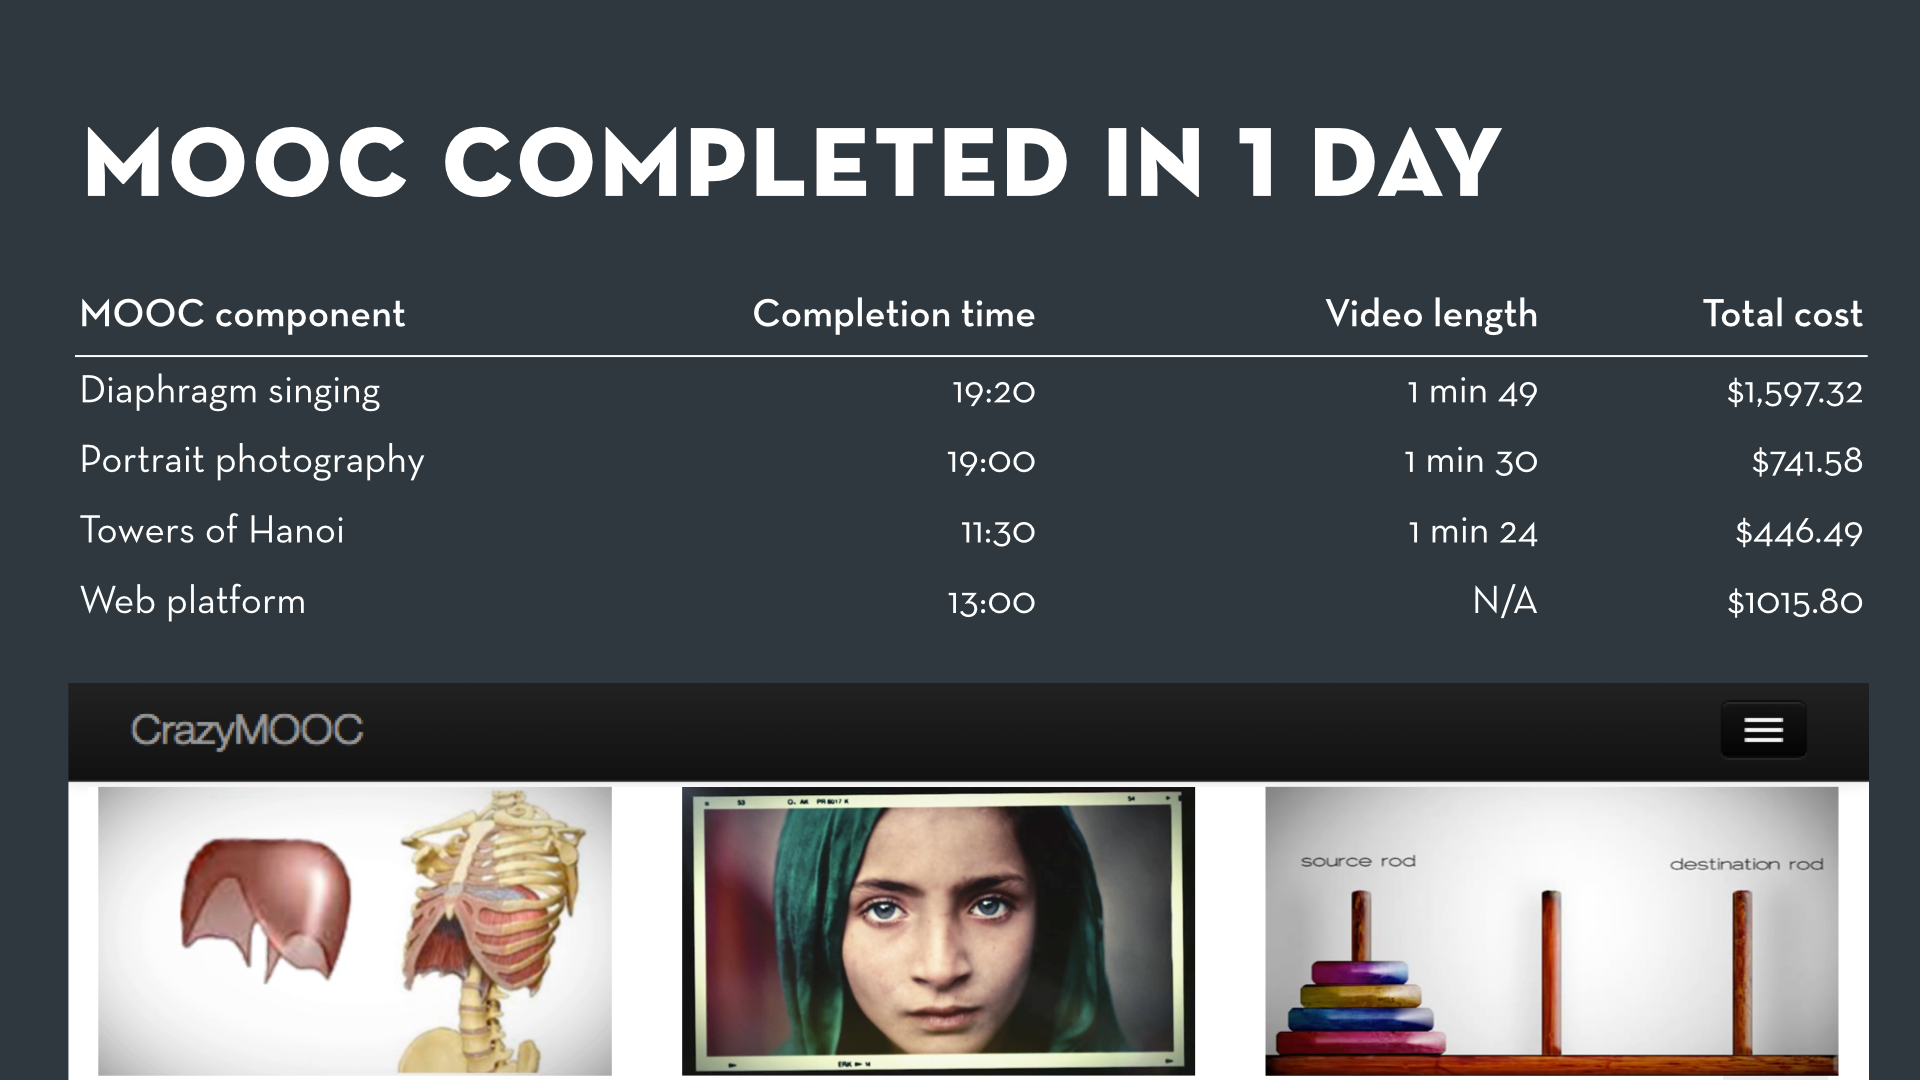 MOOC COMPLETED IN 1 DAY
MOOC component Completion time Video length Total cost
Diaphragm singing 19:20 1 min 49 $1,597.32
Portrait photography 19:00 1 min 30 $741.58
Towers of Hanoi 11:30 1 min 24 $446.49
Web platform 13:00 N/A $1015.80
CrazyMOOC
53 54
source rod destination rod